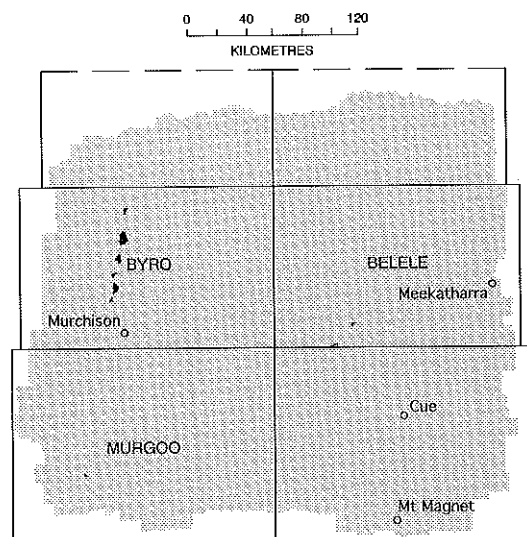 0 40 80 120
KILOMETRES
BYRO
BELELE
Meekatharra
Murchison
Cue
MURGOO
Mt Magnet